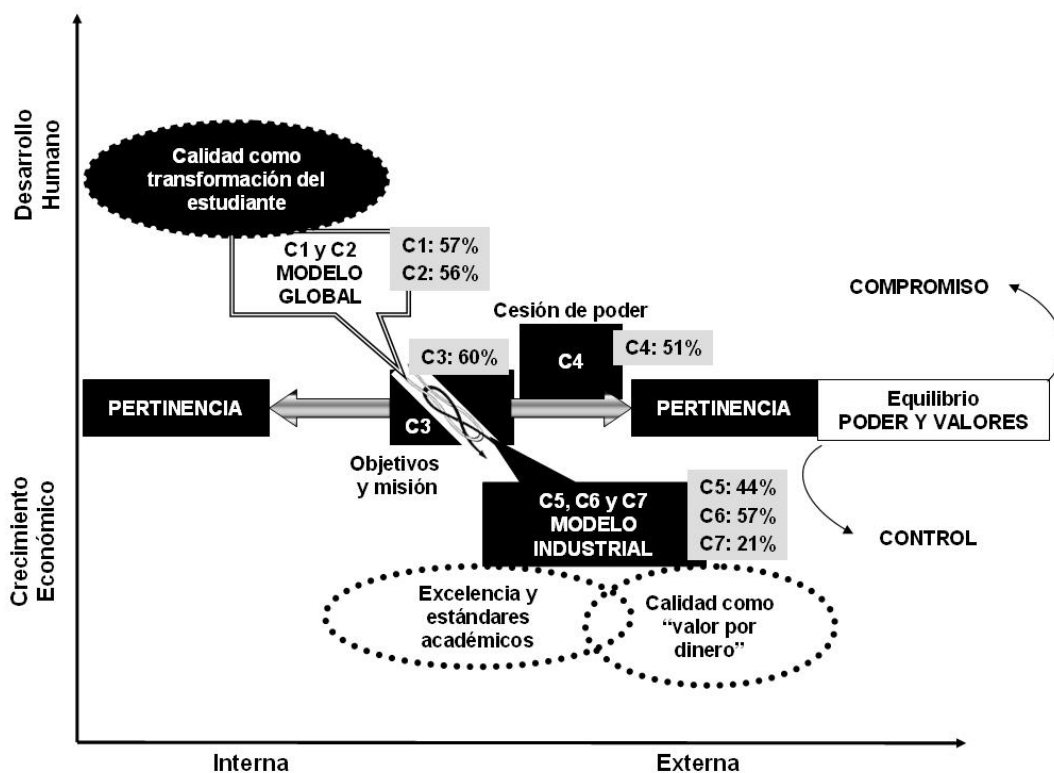 Desarrollo
Humano
Calidad como
transformación del
estudiante
C1 y C2
MODELO
GLOBAL
C1: 57%
C2: 56%
Cesión de poder
C3: 60%
C4
C4: 51%
COMPROMISO
PERTINENCIA
C3
PERTINENCIA
Equilibrio
PODER Y VALORES
Objetivos
y misión
C5, C6 y C7
MODELO
INDUSTRIAL
C5: 44%
C6: 57%
C7: 21%
CONTROL
Crecimiento
Económico
Excelencia y
estándares
académicos
Calidad como
“valor por
dinero”
Interna
Externa